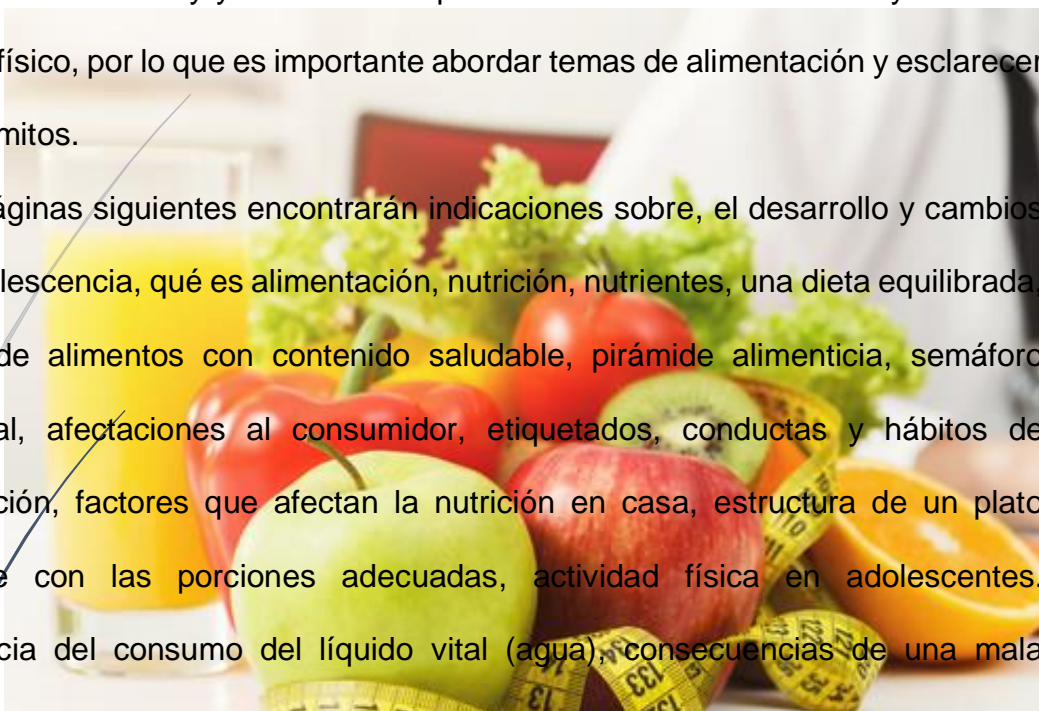 físico, por lo que es importante abordar temas de alimentación y esclarecer
mitos.
áginas siguientes encontrarán indicaciones sobre, el desarrollo y cambios
lescencia, qué es alimentación, nutrición, nutrientes, una dieta equilibrada,
de alimentos con contenido saludable, pirámide alimenticia, semáforo
al, afectaciones al consumidor, etiquetados, conductas y hábitos de
ción, factores que afectan la nutrición en casa, estructura de un plato
e con las porciones adecuadas, actividad física en adolescentes.
cia del consumo del líquido vital (agua), consecuencias de una mala
110
133
13